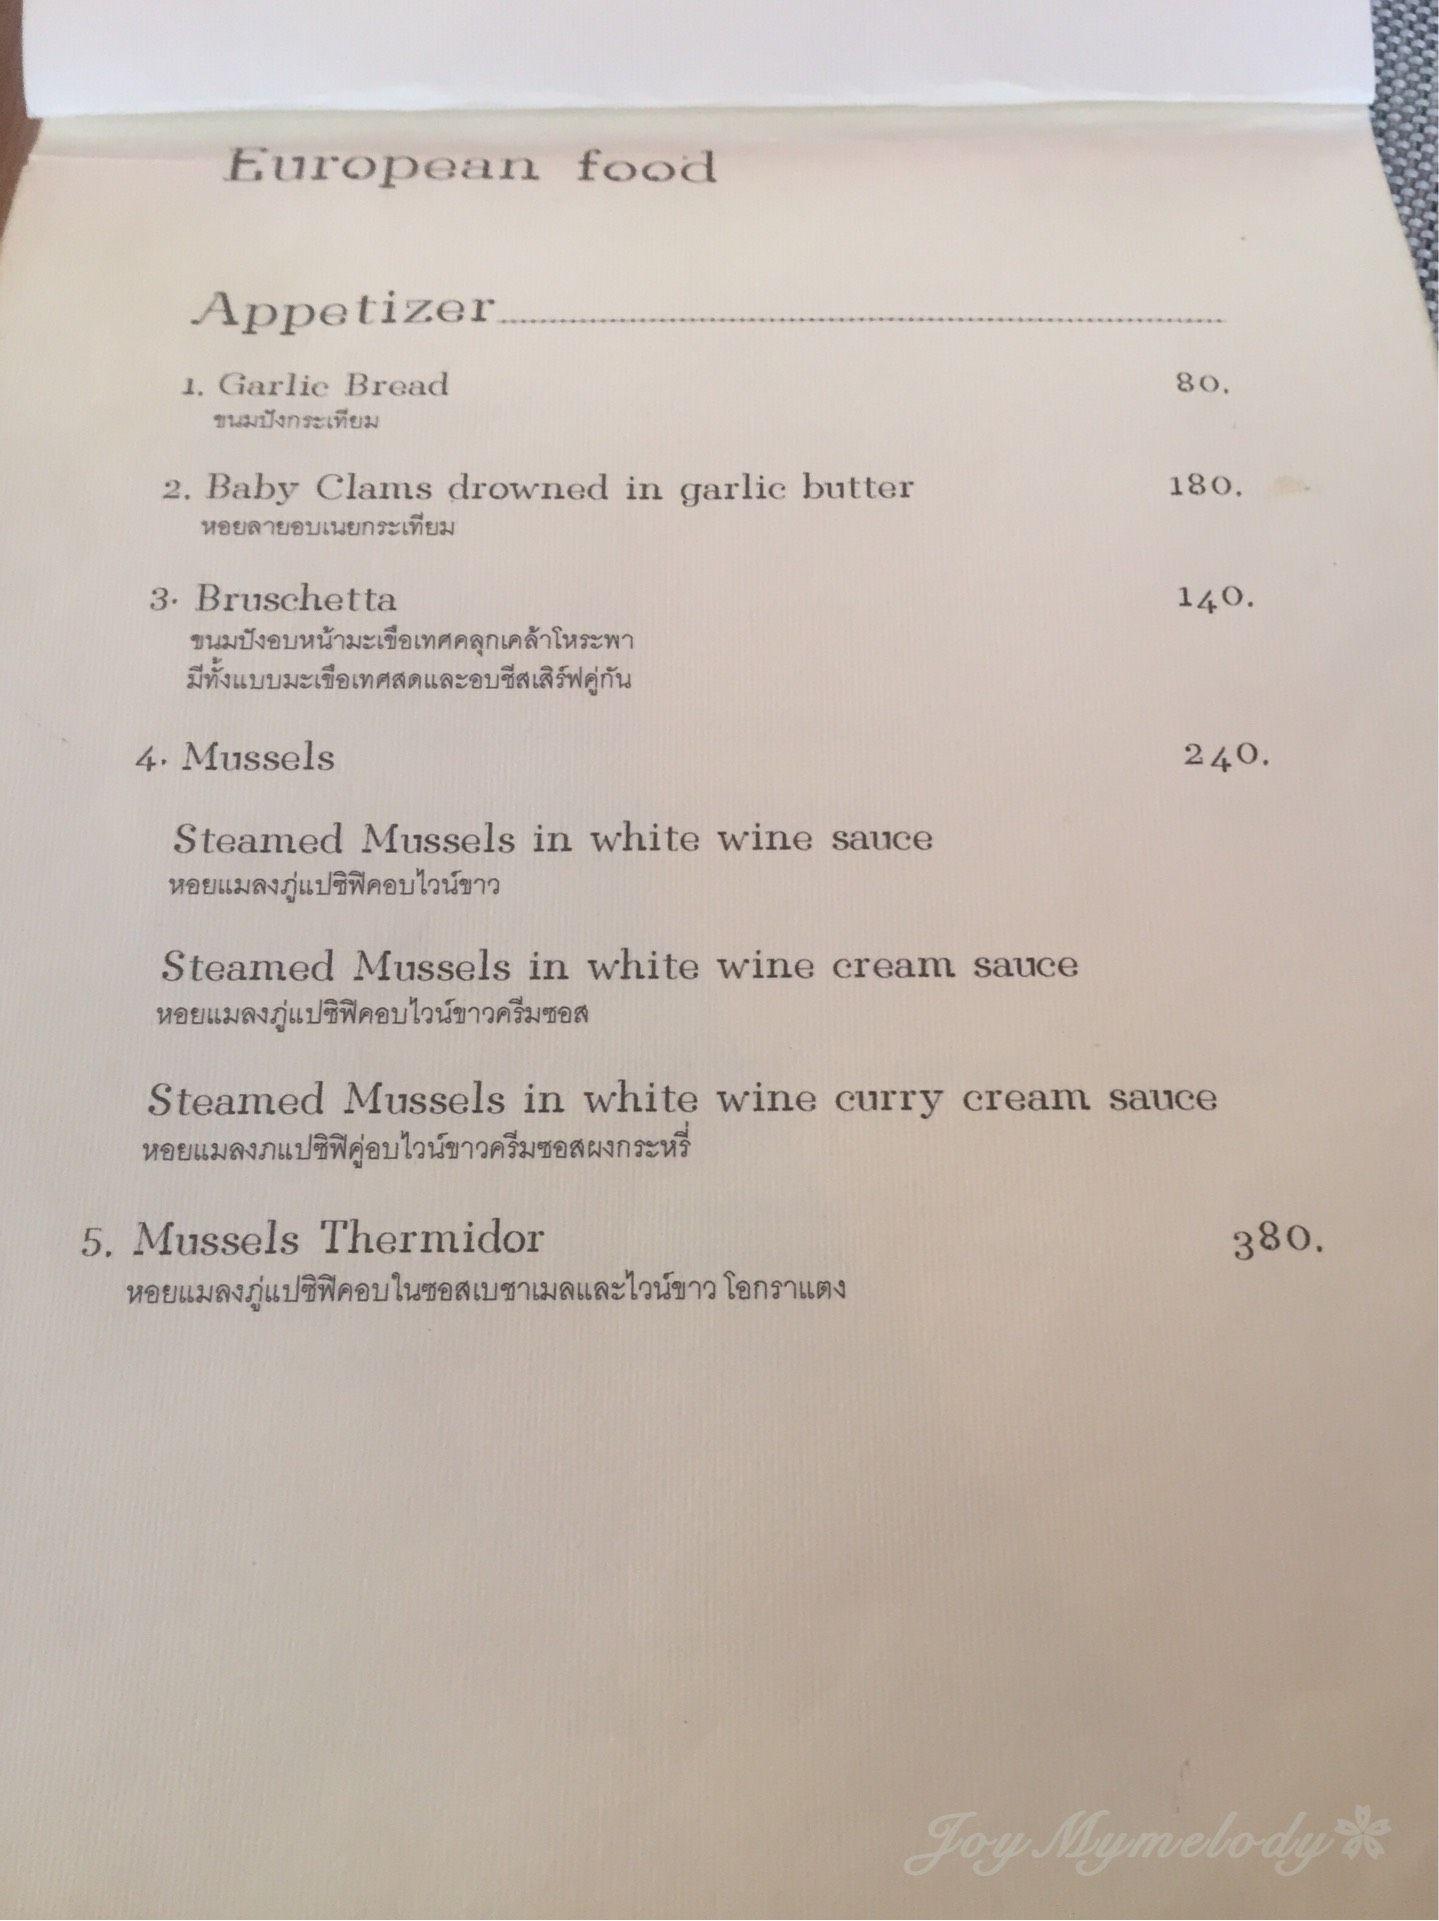 European food
Appetizer
1. Garlic Bread 80.
ขนมปังกระเทียม
2. Baby Clams drowned in garlic butter 180.
หอยลายอบเนยกระเทียม
3. Bruschetta 140.
ขนมปังอบหน้ามะเขือเทศคลุกเคล้าโหระพา
มีทั้งแบบมะเขือเทศสดและอบชีสเสิร์ฟคู่กัน
4. Mussels 240.
Steamed Mussels in white wine sauce
หอยแมลงภู่แปซิฟิคอบไวน์ขาว
Steamed Mussels in white wine cream sauce
หอยแมลงภู่แปซิฟิคอบไวน์ขาวครีมซอส
Steamed Mussels in white wine curry cream sauce
หอยแมลงภแปซิฟิคู่อบไวน์ขาวครีมซอสผงกระหรี่
5. Mussels Thermidor 380.
หอยแมลงภู่แปซิฟิคอบในซอสเบชาเมลและไวน์ขาว โอกราแตง
Joy Mymelody